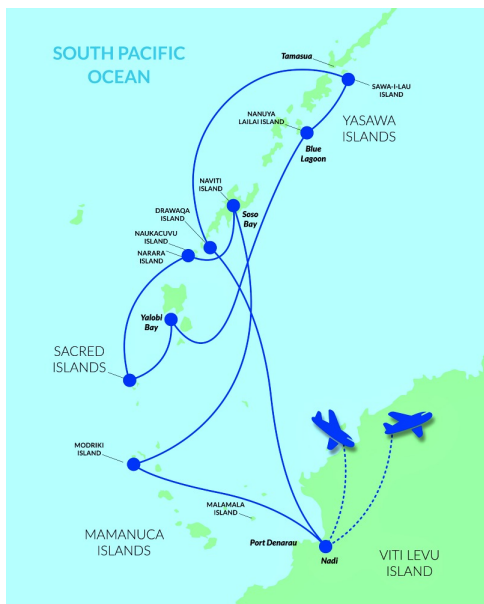 SOUTH PACIFIC
OCEAN
Tamasua
SAWA-I-LAU
ISLAND
NANUYA
LAILAI ISLAND
YASAWA
ISLANDS
Blue
Lagoon
NAVITI
ISLAND
DRAWAQA
ISLAND
Soso
Bay
NAUKACUVU
ISLAND
NARARA
ISLAND
Yalobi
Bay
SACRED
ISLANDS
MODRIKI
ISLAND
MALAMALA
ISLAND
MAMANUCA
ISLANDS
Port Denarau
Nadi
VITI LEVU
ISLAND